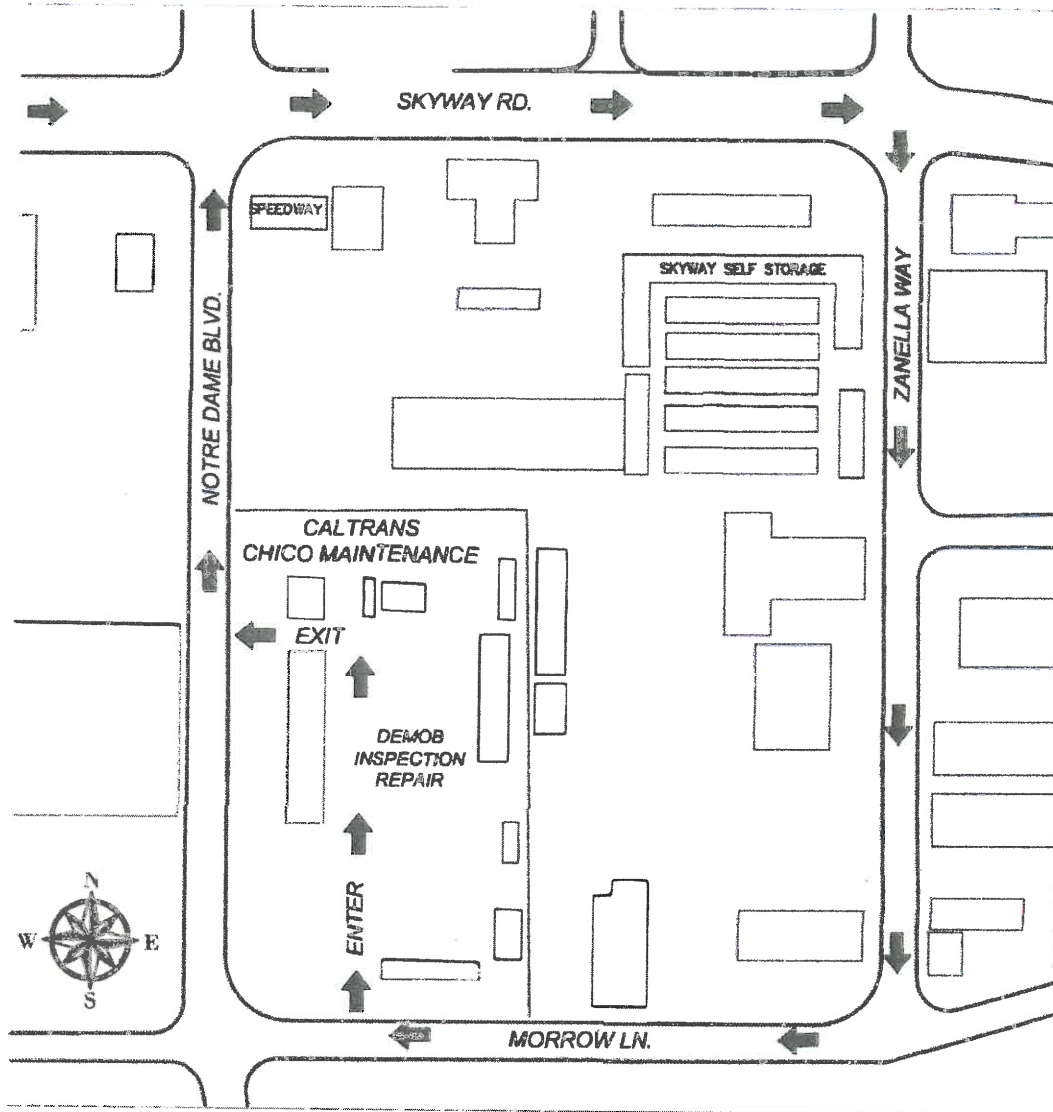 SKYWAY RD.
SPEEDWAY
SKYWAY SELF STORAGE
NOTRE DAME BLVD.
ZANELLA WAY
CALTRANS
CHICO MAINTENANCE
EXIT
DEMOB
INSPECTION
REPAIR
ENTER
N
W E
S
MORROW LN.